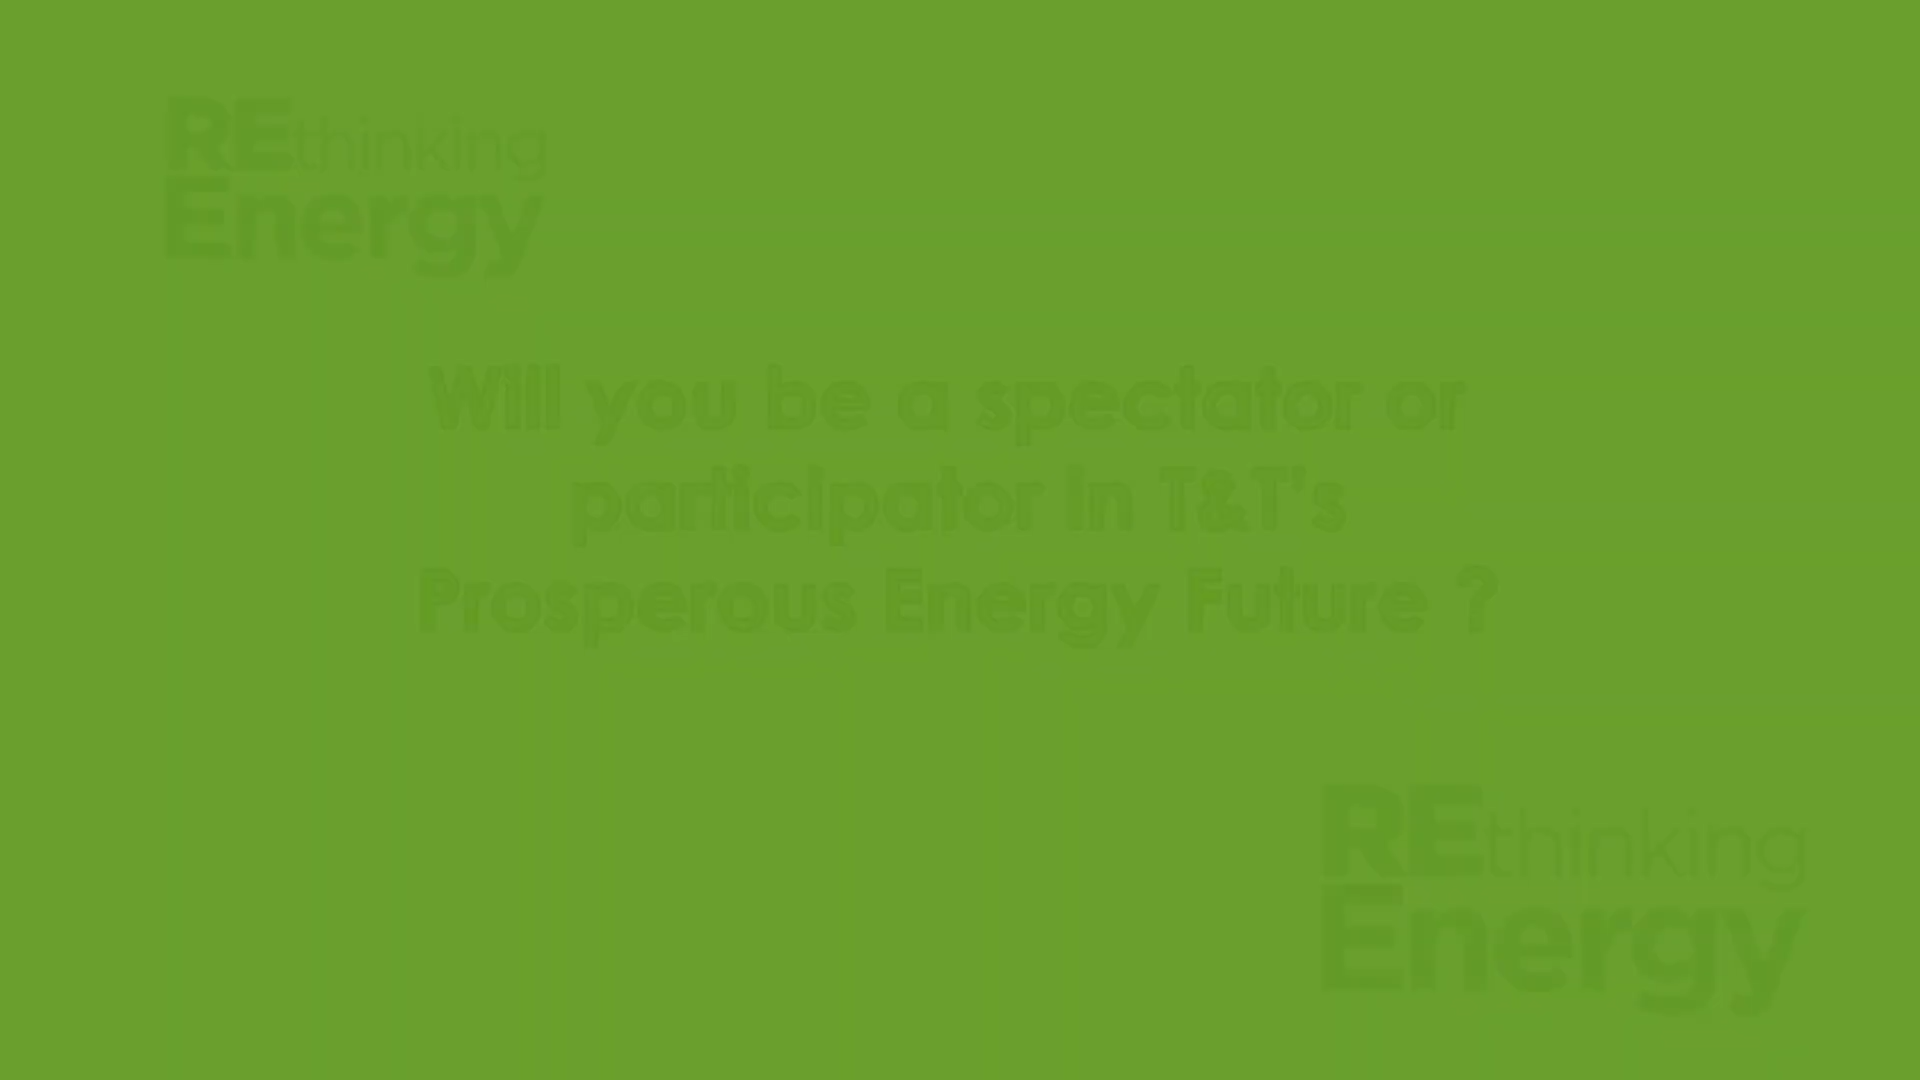 REthinking
Energy
Will you be a spectator or
participator in T&T's
Prosperous Energy Future ?
REthinking
Energy